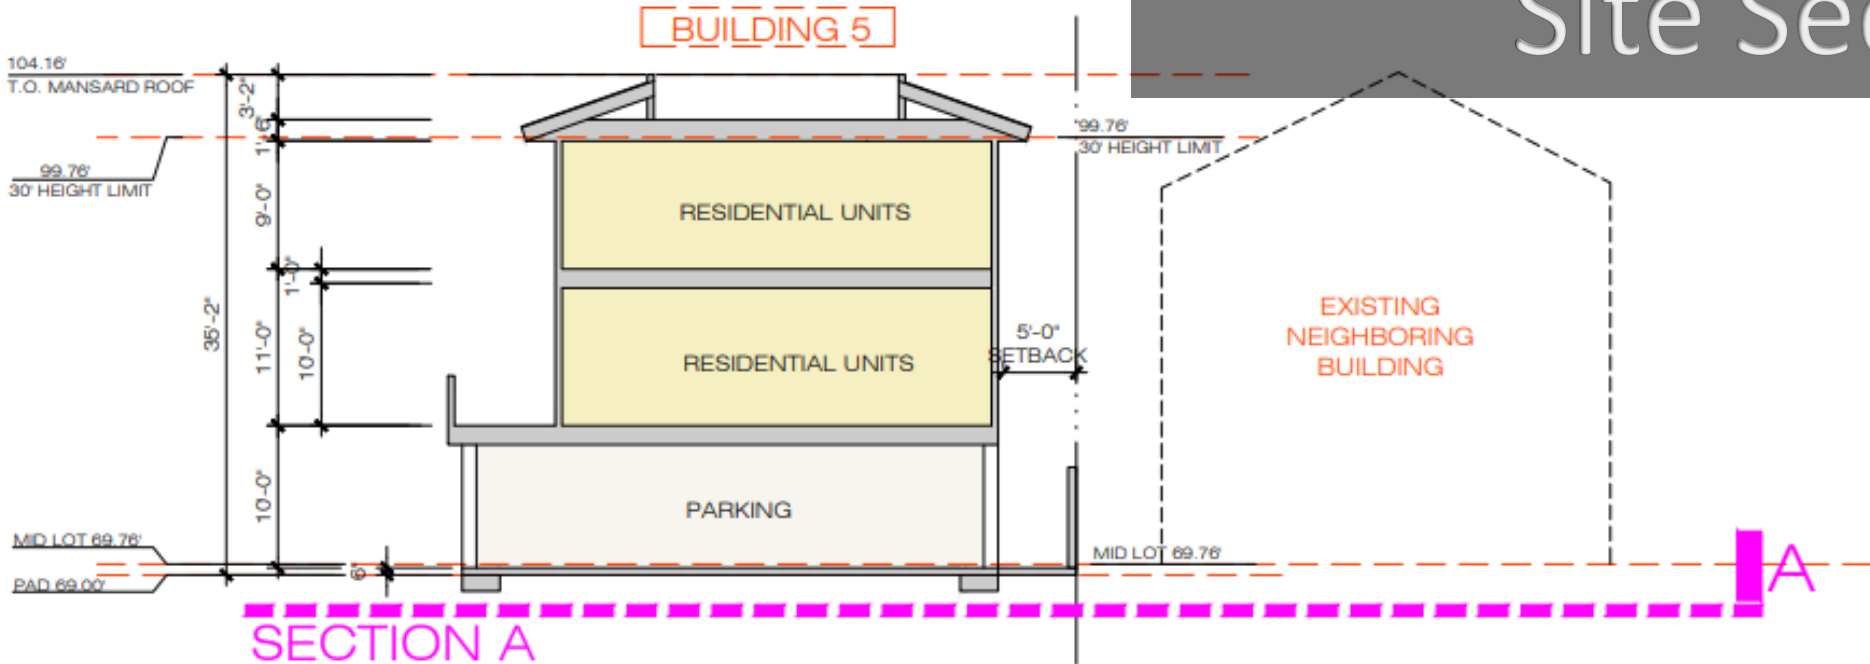 Site Sec
BUILDING 5
104.16'
T.O. MANSARD ROOF
3'-2"
1'-6"
99.76'
30' HEIGHT LIMIT
99.76'
30' HEIGHT LIMIT
9'-0"
RESIDENTIAL UNITS
1'-0"
35'-2"
11'-0"
10'-0"
RESIDENTIAL UNITS
5'-0"
SETBACK
EXISTING
NEIGHBORING
BUILDING
10'-0"
PARKING
MID LOT 69.76'
6"
PAD 69.00'
MID LOT 69.76'
A
SECTION A